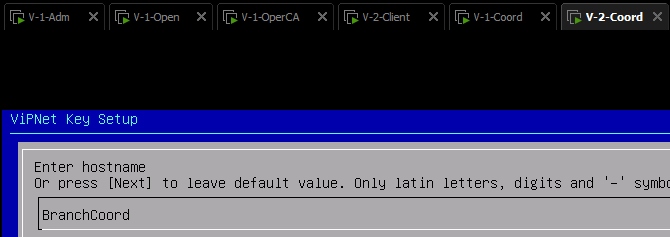 V-1-Adm V-1-Open V-1-OperCA V-2-Client V-1-Coord V-2-Coord
ViPNet Key Setup
Enter hostname
Or press [Next] to leave default value. Only latin letters, digits and '-' symbo
BranchCoord